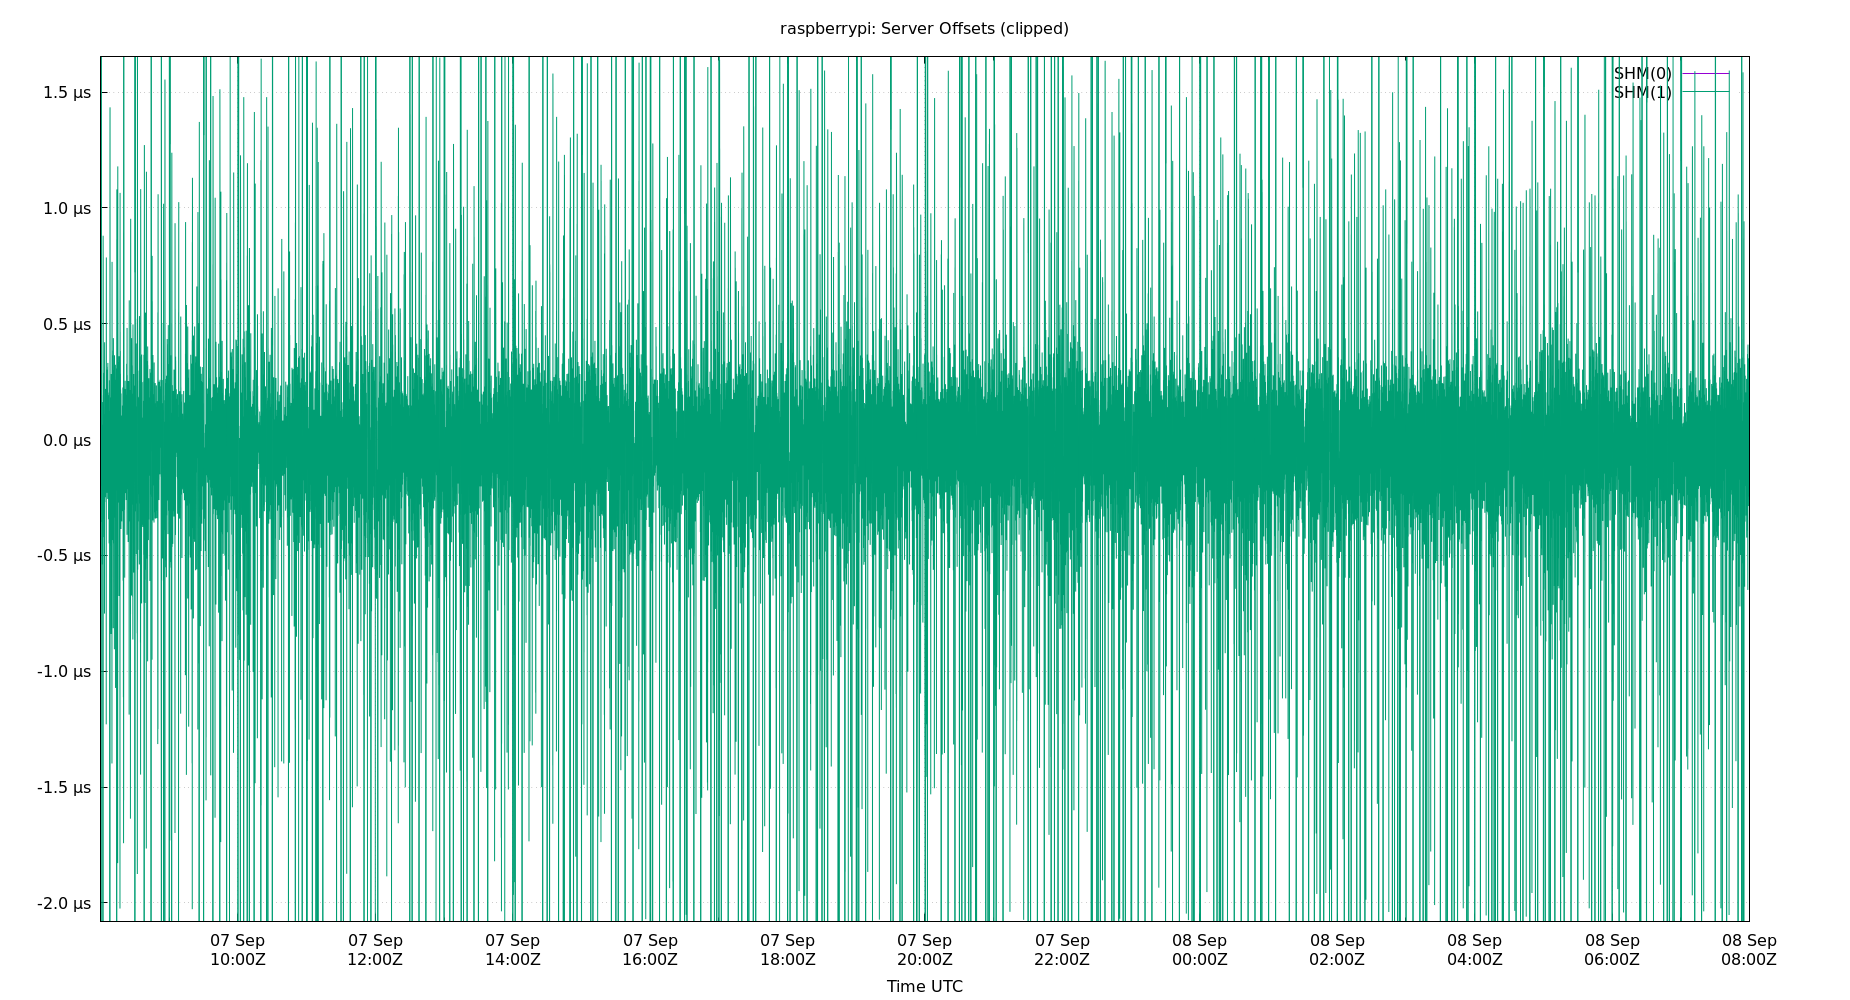 raspberrypi: Server Offsets (clipped)
SHM(0)
SHM(1)
1.5 µs
1.0 µs
0.5 µs
0.0 µs
-0.5 µs
-1.0 µs
-1.5 µs
-2.0 µs
07 Sep 07 Sep 07 Sep 07 Sep 07 Sep 07 Sep 07 Sep 08 Sep 08 Sep 08 Sep 08 Sep 08 Sep
10:00Z 12:00Z 14:00Z 16:00Z 18:00Z 20:00Z 22:00Z 00:00Z 02:00Z 04:00Z 06:00Z 08:00Z
Time UTC